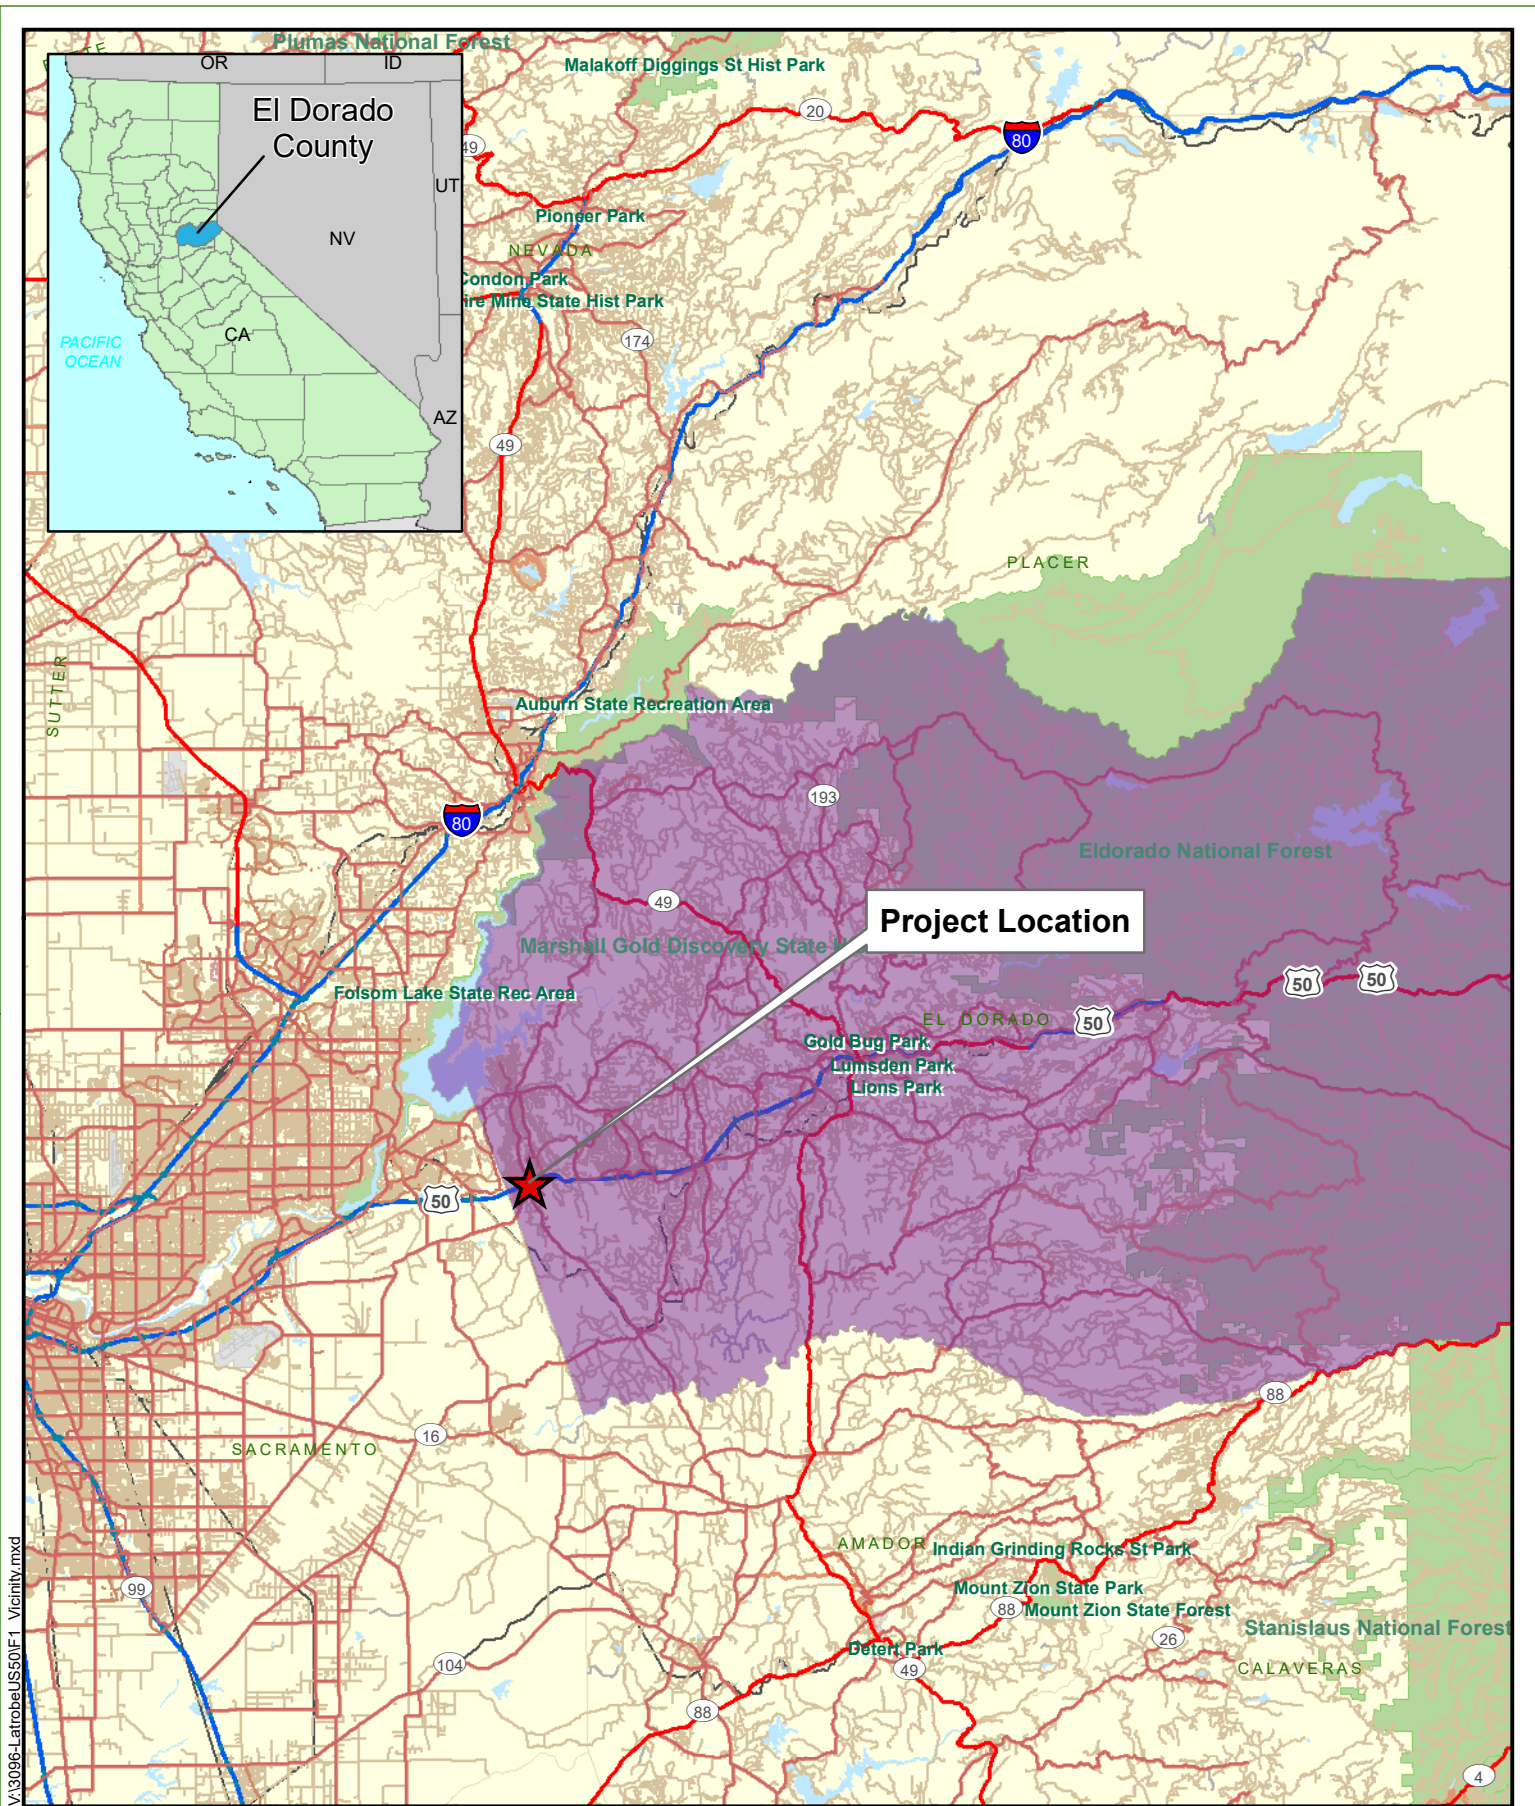 Plumas National Forest
OR
ID
El Dorado
County
UT
NV
CA
PACIFIC
OCEAN
AZ
Malakoff Diggings St Hist Park
20
80
49
Pioneer Park
NEVADA
Condon Park
ire Mine State Hist Park
174
49
PLACER
SUTTER
Auburn State Recreation Area
193
80
Eldorado National Forest
49
Project Location
Marshall Gold Discovery State
Folsom Lake State Rec Area
50
50
EL DORADO
50
Gold Bug Park
Lumsden Park
Lions Park
50
88
16
SACRAMENTO
AMADOR
Indian Grinding Rocks St Park
99
Mount Zion State Park
88
Mount Zion State Forest
Stanislaus National Forest
26
Detert Park
104
49
CALAVERAS
88
4
V:\3096-LatrobeUS50\F1_Vicinity.mxd